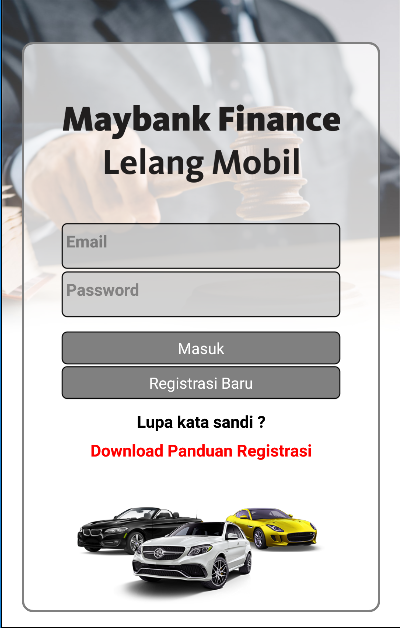 Maybank Finance
Lelang Mobil
Email
Password
Masuk
Registrasi Baru
Lupa kata sandi ?
Download Panduan Registrasi